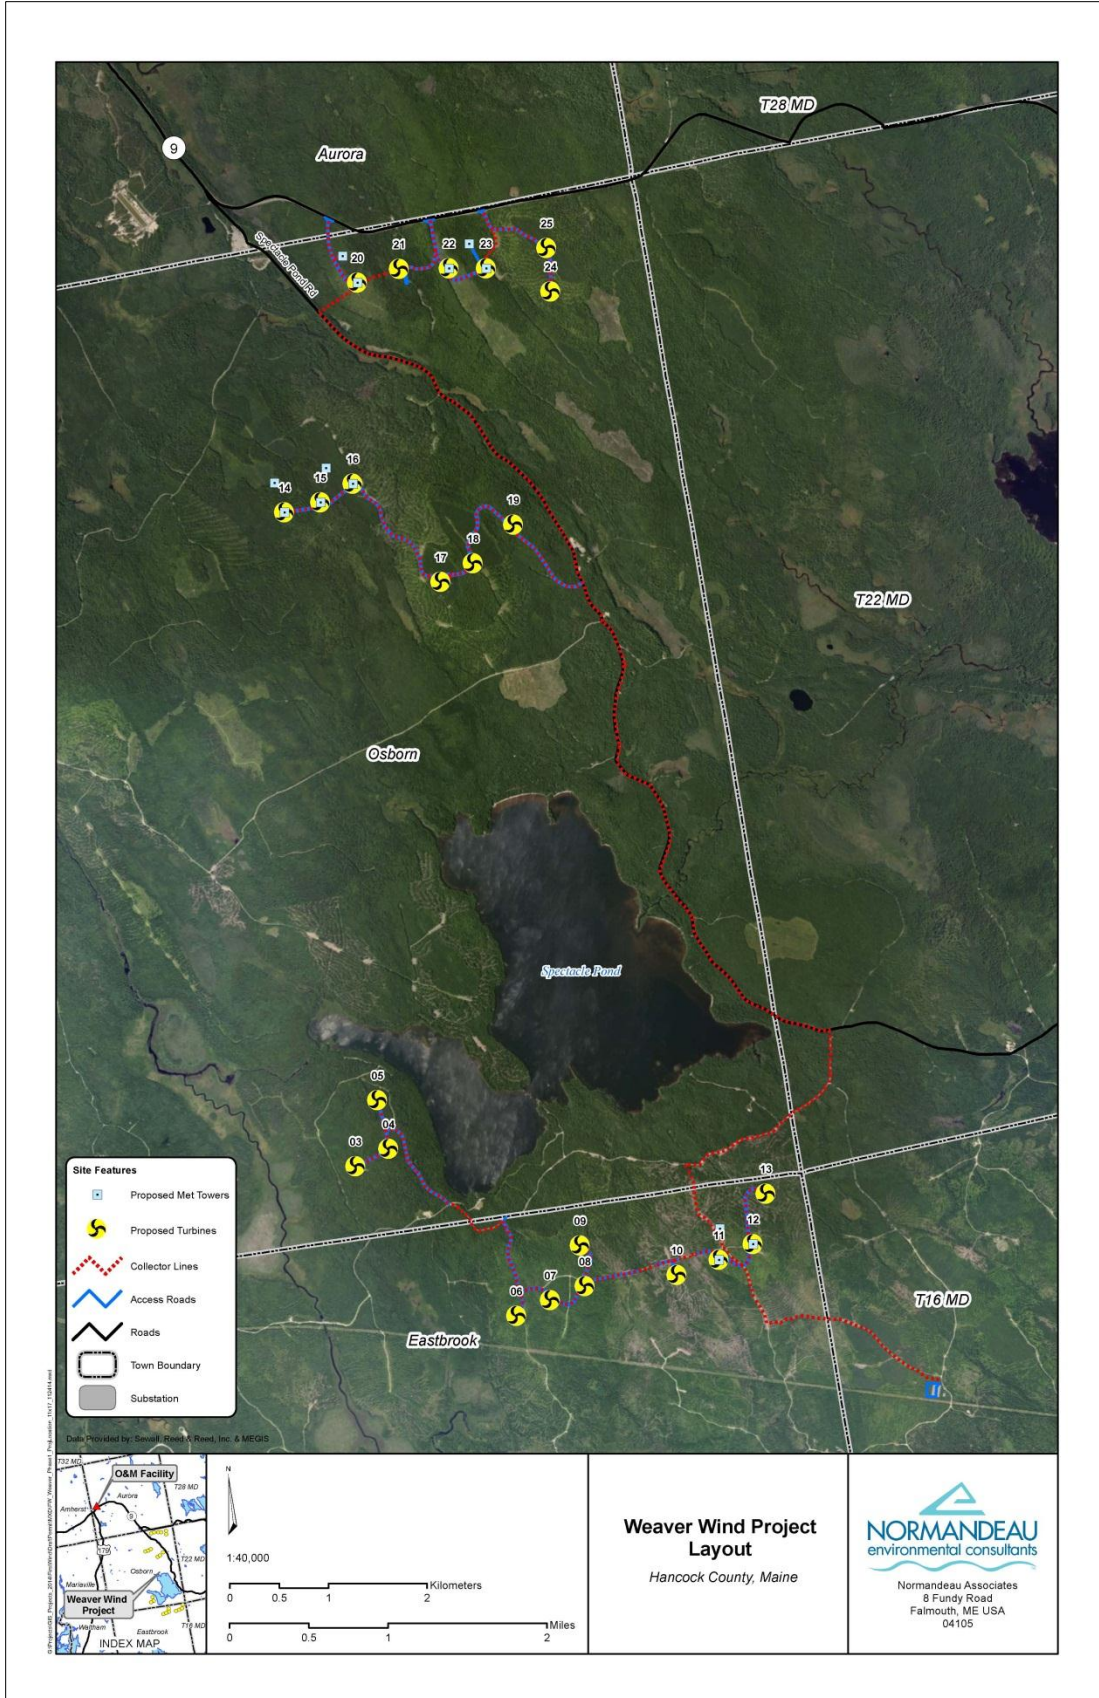 T28 MD
9
Aurora
Spectacle Pond Rd
25
21
23
22
20
24
16
15
14
19
18
17
T22 MD
Osborn
Spectacle Pond
05
04
03
13
12
09
11
10
08
07
06
T16 MD
Eastbrook
Site Features
Proposed Met Towers
Proposed Turbines
Collector Lines
Access Roads
Roads
Town Boundary
Substation
Data Provided by: Sewall, Reed & Reed, Inc. & MEGIS
T32 MD
O&M Facility
T28 MD
Aurora
Amherst
9
179
T22 MD
Osborn
Mariaville
Weaver Wind
Project
Waltham
Eastbrook
T16 MD
INDEX MAP
N
1:40,000
Kilometers
0 0.5 1 2
Miles
0 0.5 1 2
Weaver Wind Project
Layout
Hancock County, Maine
NORMANDEAU
environmental consultants
Normandeau Associates
8 Fundy Road
Falmouth, ME USA
04105